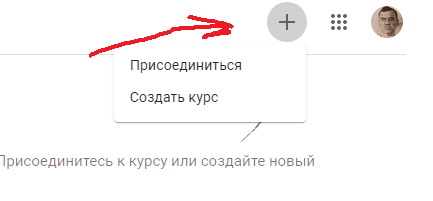 Присоединиться
Создать курс
Присоединитесь к курсу или создайте новый